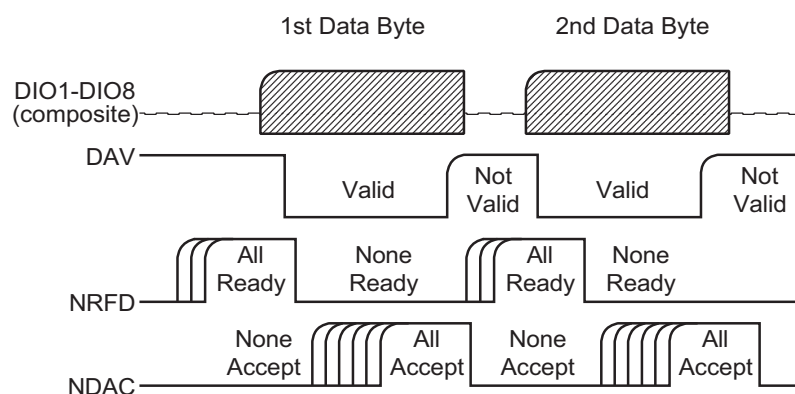 1st Data Byte 2nd Data Byte
DIO1-DIO8
(composite)
DAV
Valid
Not
Valid
Valid
Not
Valid
All
Ready
None
Ready
All
Ready
None
Ready
NRFD
None
Accept
All
Accept
None
Accept
All
Accept
NDAC